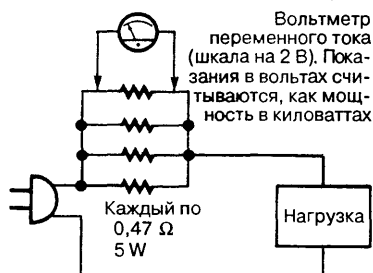 Вольтметр
переменного тока
(шкала на 2 В). Пока-
зания в вольтах счи-
тываются, как мощ-
ность в киловаттах
Каждый по
0,47 Ω
5 W
Нагрузка